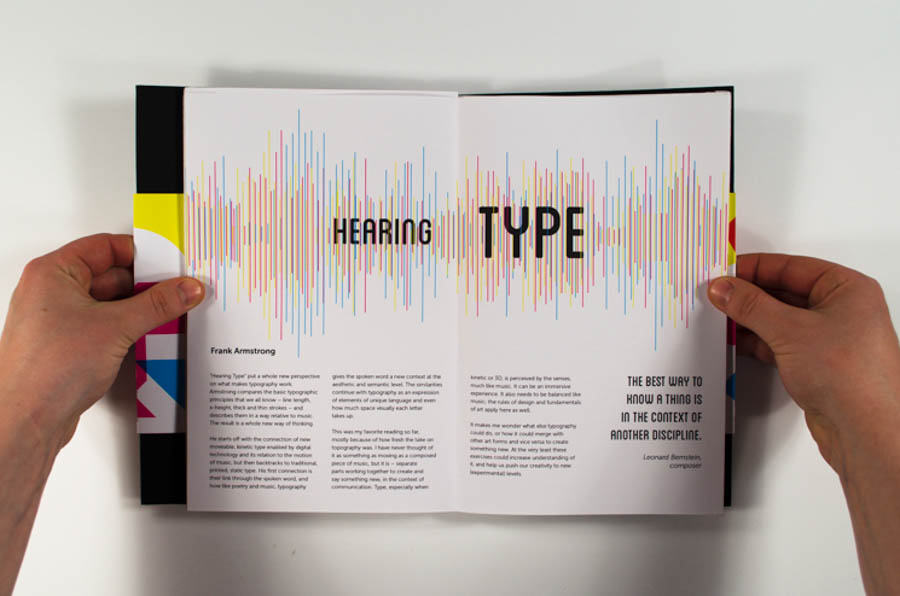 HEARING TYPE
Frank Armstrong
"Hearing Type" put a whole new perspective
on what makes typography work.
Armstrong compares the basic typographic
principles that we all know – line length,
x-height, thick and thin strokes – and
describes them in a way relative to music.
The result is a whole new way of thinking.
He starts off with the connection of new
moveable, kinetic type enabled by digital
technology and its relation to the motion
of music, but then backtracks to traditional,
printed, static type. His first connection is
their link through the spoken word, and
how like poetry and music, typography
gives the spoken word a new context at the
aesthetic and semantic level. The similarities
continue with typography as an expression
of elements of unique language and even
how much space visually each letter
takes up.
This was my favorite reading so far,
mostly because of how fresh the take on
topography was. I have never thought of
it as something as moving as a composed
piece of music, but it is – separate
parts working together to create and
say something new, in the context of
communication. Type, especially when
kinetic or 3D, is perceived by the senses,
much like music. It can be an immersive
experience. It also needs to be balanced like
music; the rules of design and fundamentals
of art apply here as well.
It makes me wonder what else typography
could do, or how it could merge with
other art forms and vice versa to create
something new. At the very least these
exercises could increase understanding of
it, and help us push our creativity to new
(experimental) levels.
THE BEST WAY TO
KNOW A THING IS
IN THE CONTEXT OF
ANOTHER DISCIPLINE.
Leonard Bernstein,
composer